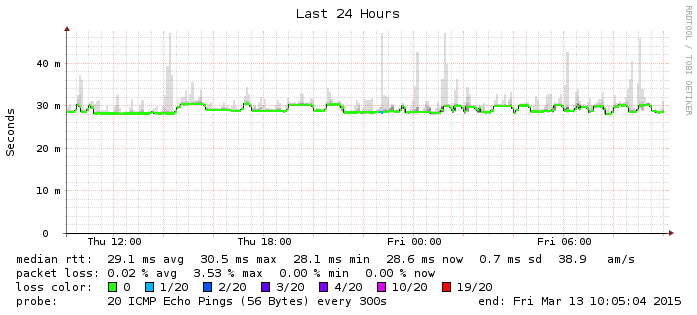 Last 24 Hours
RRDTOOL / TOBI OETIKER
Seconds
40 m
30 m
20 m
10 m
0
Thu 12:00 Thu 18:00 Fri 00:00 Fri 06:00
median rtt: 29.1 ms avg 30.5 ms max 28.1 ms min 28.6 ms now 0.7 ms sd 38.9 am/s
packet loss: 0.02 % avg 3.53 % max 0.00 % min 0.00 % now
loss color: 0 1/20 2/20 3/20 4/20 10/20 19/20
probe: 20 ICMP Echo Pings (56 Bytes) every 300s end: Fri Mar 13 10:05:04 2015